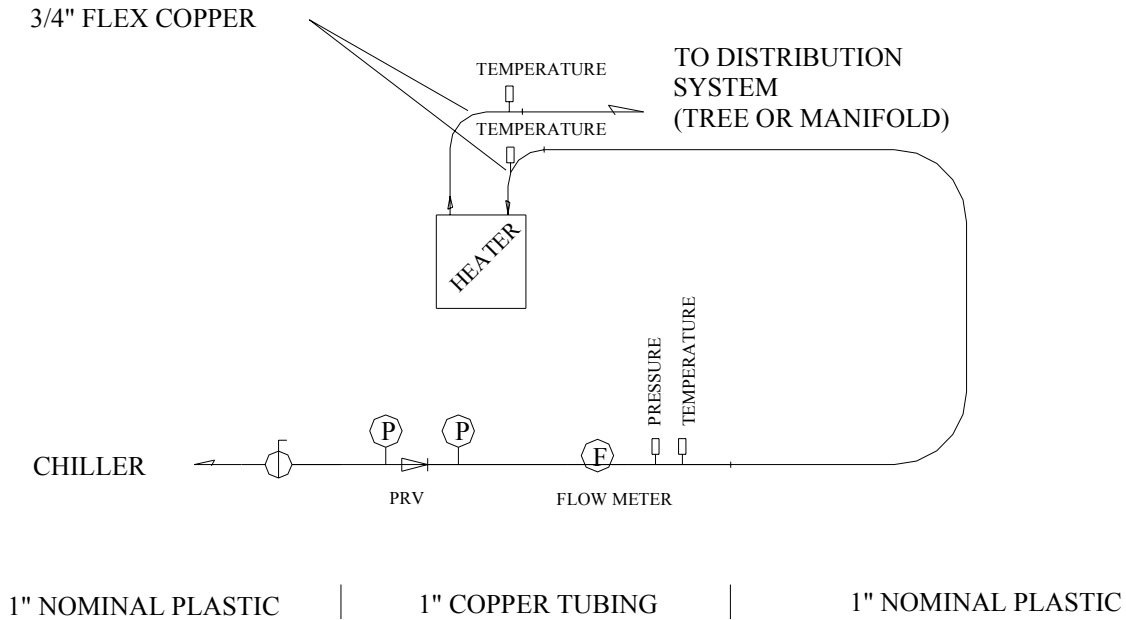 3/4" FLEX COPPER
TEMPERATURE
TO DISTRIBUTION
SYSTEM
(TREE OR MANIFOLD)
TEMPERATURE
HEATER
PRESSURE
TEMPERATURE
P
P
F
CHILLER
PRV
FLOW METER
1" NOMINAL PLASTIC
1" COPPER TUBING
1" NOMINAL PLASTIC